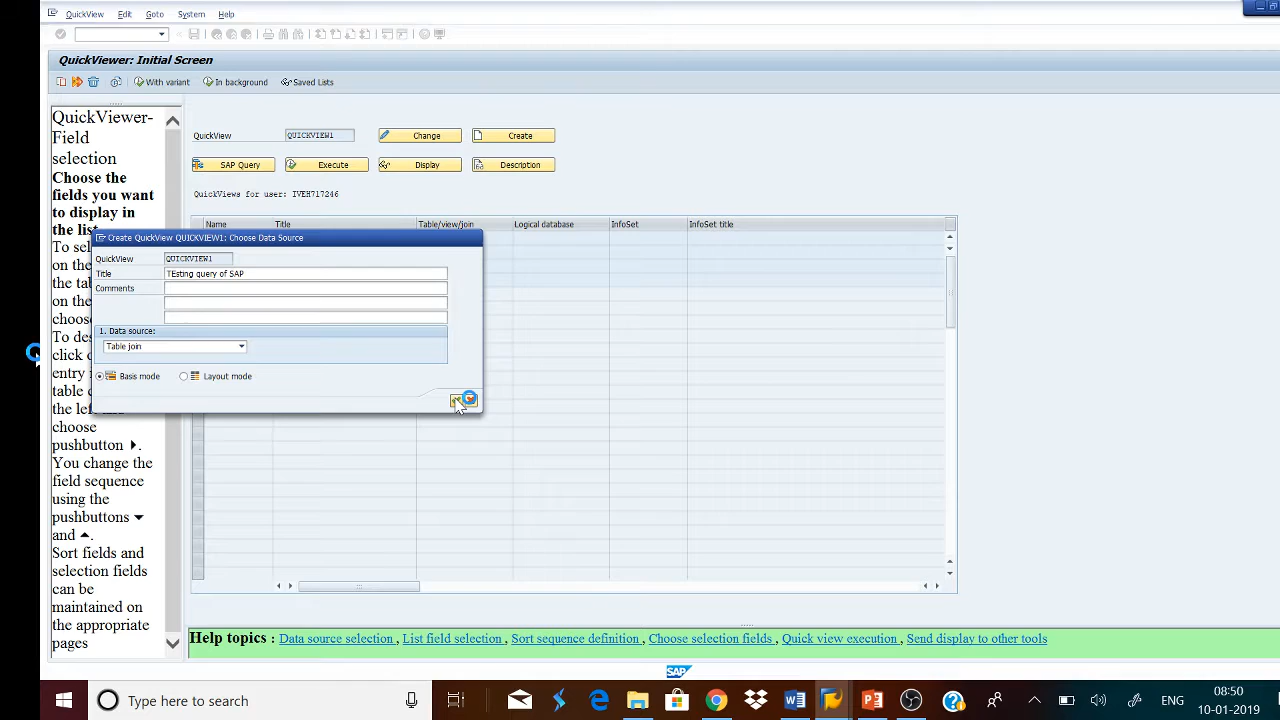 QuickView Edit Goto System Help
QuickViewer: Initial Screen
With variant In background Saved Lists
QuickViewer-
Field
selection
Choose the
fields you want
to display in
the list
To sel
on the
the tab
on the
choos
To des
click o
entry
table o
the left and
choose
pushbutton
You change the
field sequence
using the
pushbuttons
and .
Sort fields and
selection fields
can be
maintained on
the appropriate
pages
QuickView QUICKVIEW1 Change Create
SAP Query Execute Display Description
QuickViews for user: IVEH717246
Name Title Table/view/join Logical database InfoSet InfoSet title
Create QuickView QUICKVIEW1: Choose Data Source
QuickView QUICKVIEW1
Title TEsting query of SAP
Comments
1. Data source:
Table join
Basis mode Layout mode
Help topics : Data source selection , List field selection , Sort sequence definition , Choose selection fields , Quick view execution , Send display to other tools
SAP
Type here to search
ENG
08:50
10-01-2019